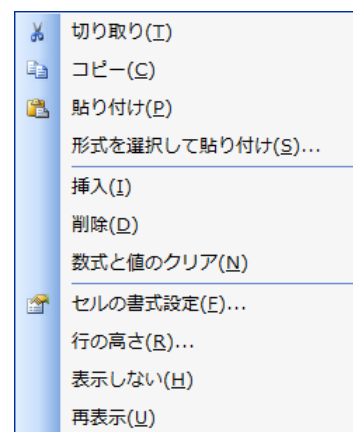 切り取り(T)
コピー(C)
貼り付け(P)
形式を選択して貼り付け(S)...
挿入(I)
削除(D)
数式と値のクリア(N)
セルの書式設定(F)...
行の高さ(R)...
表示しない(H)
再表示(U)